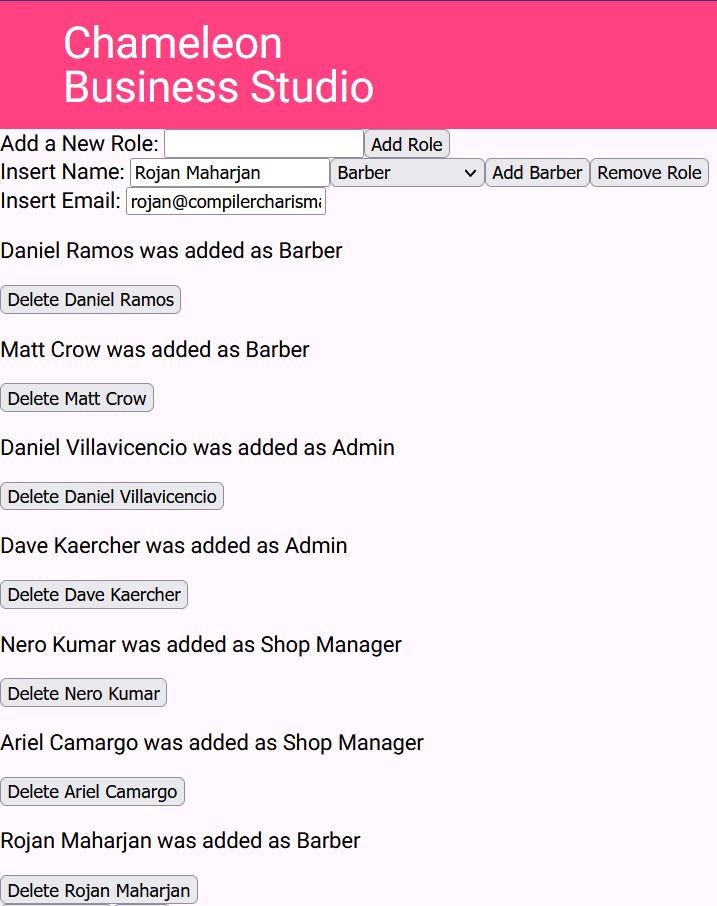 Chameleon
Business Studio
Add a New Role: Add Role
Insert Name: Rojan Maharjan Barber Add Barber Remove Role
Insert Email: rojan@compilercharisma
Daniel Ramos was added as Barber
Delete Daniel Ramos
Matt Crow was added as Barber
Delete Matt Crow
Daniel Villavicencio was added as Admin
Delete Daniel Villavicencio
Dave Kaercher was added as Admin
Delete Dave Kaercher
Nero Kumar was added as Shop Manager
Delete Nero Kumar
Ariel Camargo was added as Shop Manager
Delete Ariel Camargo
Rojan Maharjan was added as Barber
Delete Rojan Maharjan